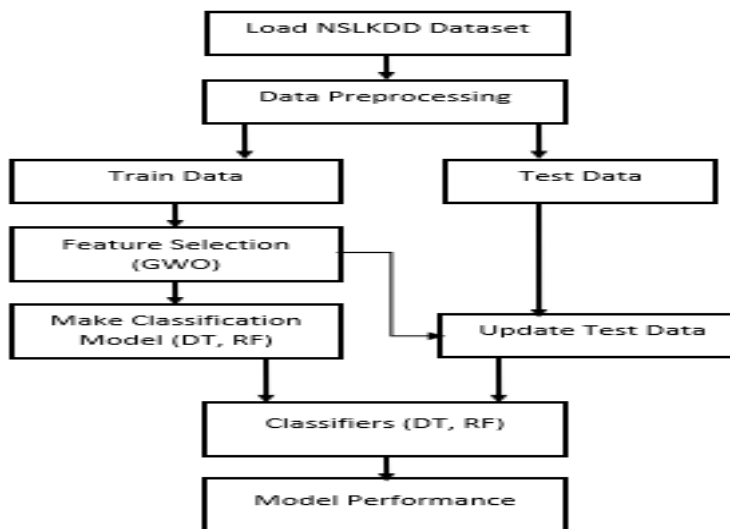 Load NSLKDD Dataset
Data Preprocessing
Train Data
Test Data
Feature Selection
(GWO)
Make Classification
Model (DT, RF)
Update Test Data
Classifiers (DT, RF)
Model Performance